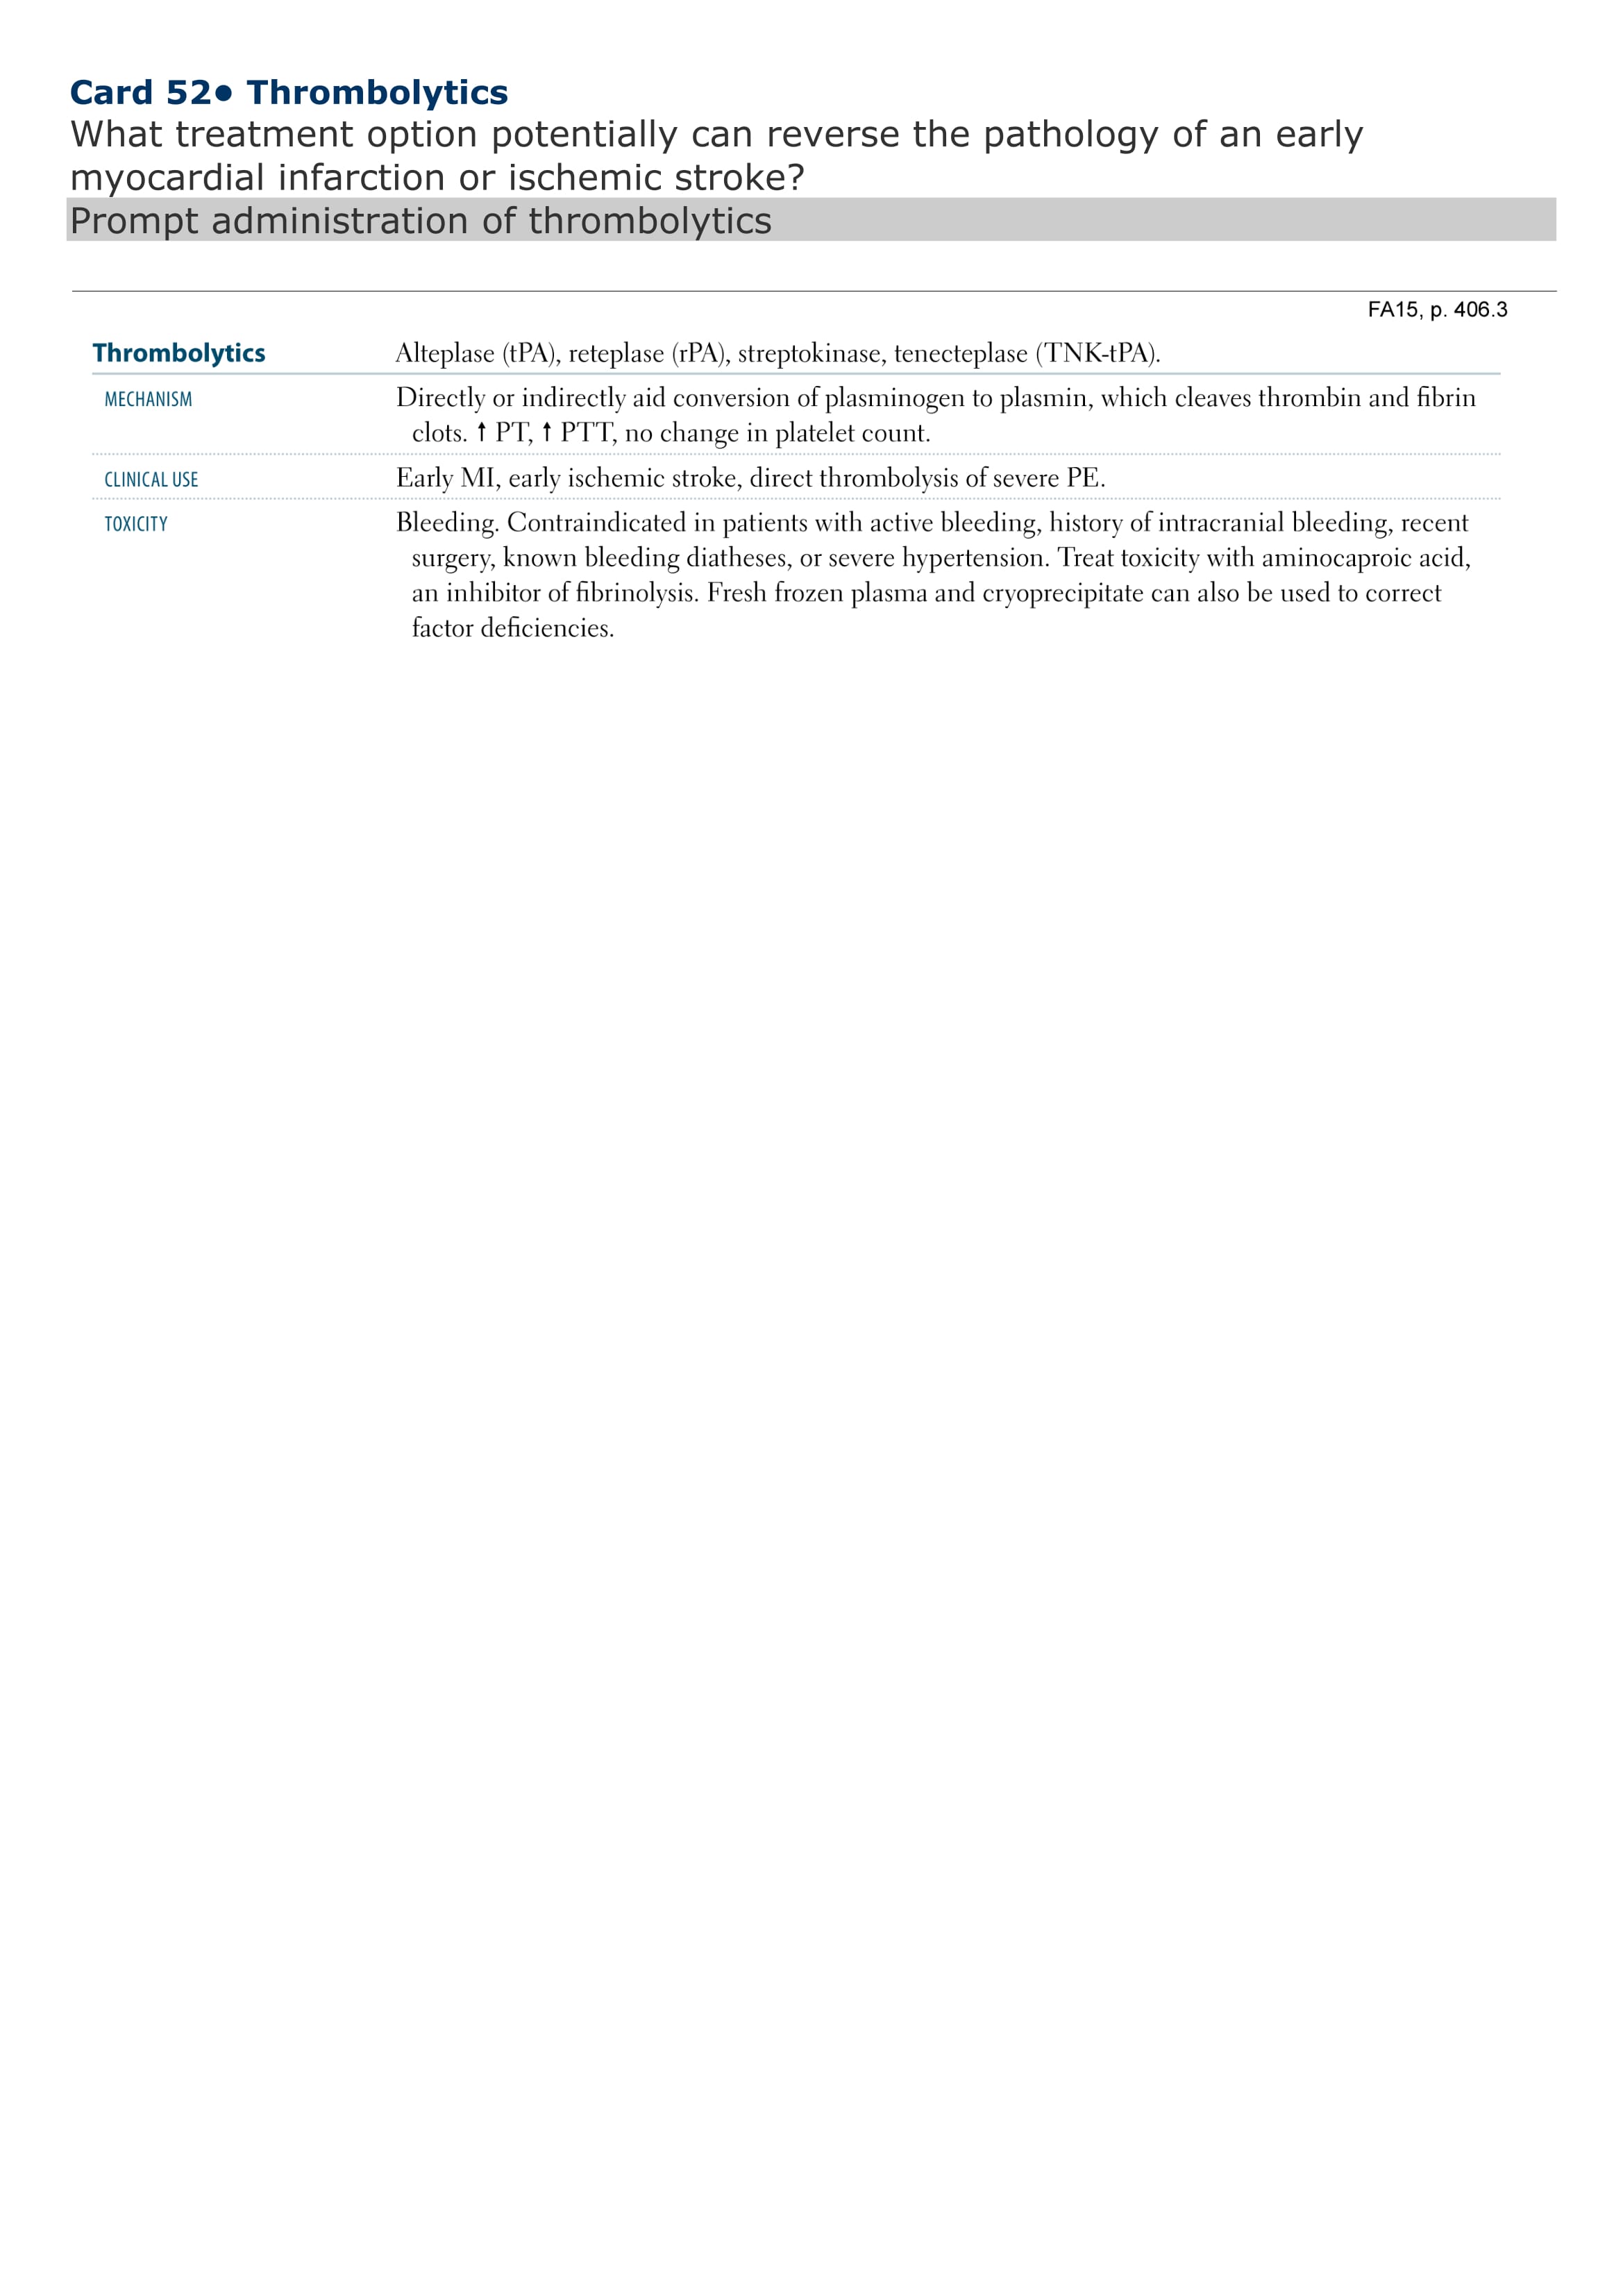 Card 52● Thrombolytics
What treatment option potentially can reverse the pathology of an early
myocardial infarction or ischemic stroke?
Prompt administration of thrombolytics
FA15, p. 406.3
Thrombolytics Alteplase (tPA), reteplase (rPA), streptokinase, tenecteplase (TNK-tPA).
MECHANISM Directly or indirectly aid conversion of plasminogen to plasmin, which cleaves thrombin and fibrin
clots. ↑ PT, ↑ PTT, no change in platelet count.
CLINICAL USE Early MI, early ischemic stroke, direct thrombolysis of severe PE.
TOXICITY Bleeding. Contraindicated in patients with active bleeding, history of intracranial bleeding, recent
surgery, known bleeding diatheses, or severe hypertension. Treat toxicity with aminocaproic acid,
an inhibitor of fibrinolysis. Fresh frozen plasma and cryoprecipitate can also be used to correct
factor deficiencies.